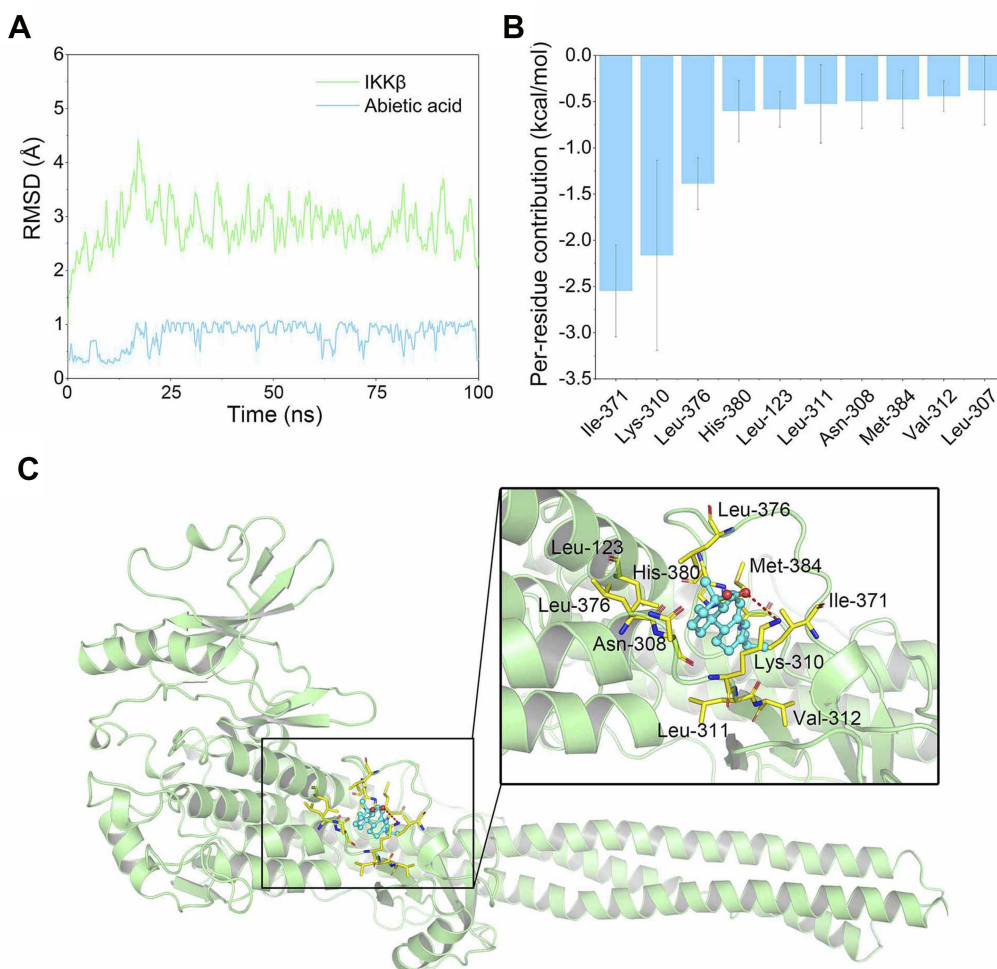 A
RMSD (Å)
6
5
4
3
2
1
0
0
25
50
75
100
Time (ns)
IKKβ
Abietic acid
B
Per-residue contribution (kcal/mol)
0.0
-0.5
-1.0
-1.5
-2.0
-2.5
-3.0
-3.5
Ile-371
Lys-310
Leu-376
His-380
Leu-123
Leu-311
Asn-308
Met-384
Val-312
Leu-307
C
Leu-376
Leu-123
His-380
Met-384
Leu-376
Ile-371
Asn-308
Lys-310
Leu-311
Val-312